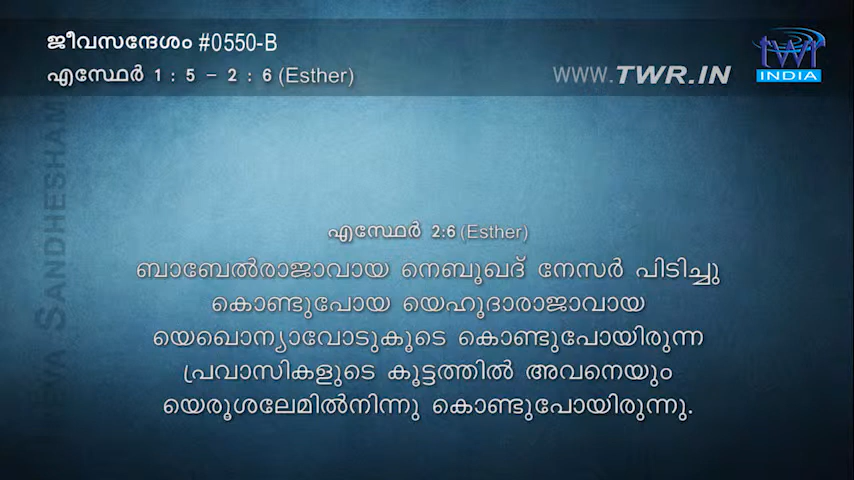 ജീവസന്ദേശം #0550-B
എസ്ഥേർ 1 : 5 - 2 : 6 (Esther)
WWW.TWR.IN
twr
INDIA
JEEVA SANDHESHAM
എസ്ഥേർ 2:6 (Esther)
ബാബേൽരാജാവായ നെബൂഖദ് നേസർ പിടിച്ചു
കൊണ്ടുപോയ യെഹൂദാരാജാവായ
യെഖൊന്യാവോടുകൂടെ കൊണ്ടുപോയിരുന്ന
പ്രവാസികളുടെ കൂട്ടത്തിൽ അവനെയും
യെരൂശലേമിൽനിന്നു കൊണ്ടുപോയിരുന്നു.